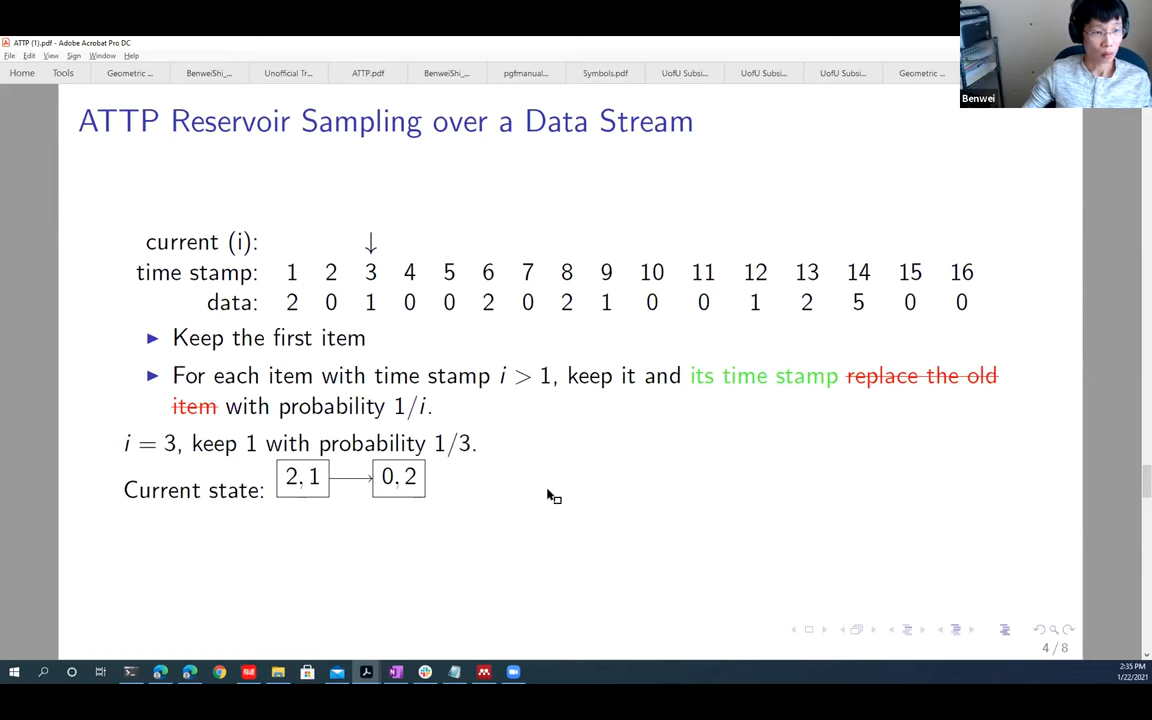 ATTP (1).pdf - Adobe Acrobat Pro DC
File Edit View Sign Window Help
Home Tools Geometric ... BenweiShi_... Unofficial Tr... ATTP.pdf BenweiShi_... pgfmanual... Symbols.pdf UofU Subsi... UofU Subsi... UofU Subsi... Geometric ...
Benwei
ATTP Reservoir Sampling over a Data Stream
current (i): ↓
time stamp: 1 2 3 4 5 6 7 8 9 10 11 12 13 14 15 16
data: 2 0 1 0 0 2 0 2 1 0 0 1 2 5 0 0
▶ Keep the first item
▶ For each item with time stamp i > 1, keep it and its time stamp replace the old
item with probability 1/i.
i = 3, keep 1 with probability 1/3.
Current state: 2, 1 → 0, 2
4 / 8
2:35 PM
1/22/2021